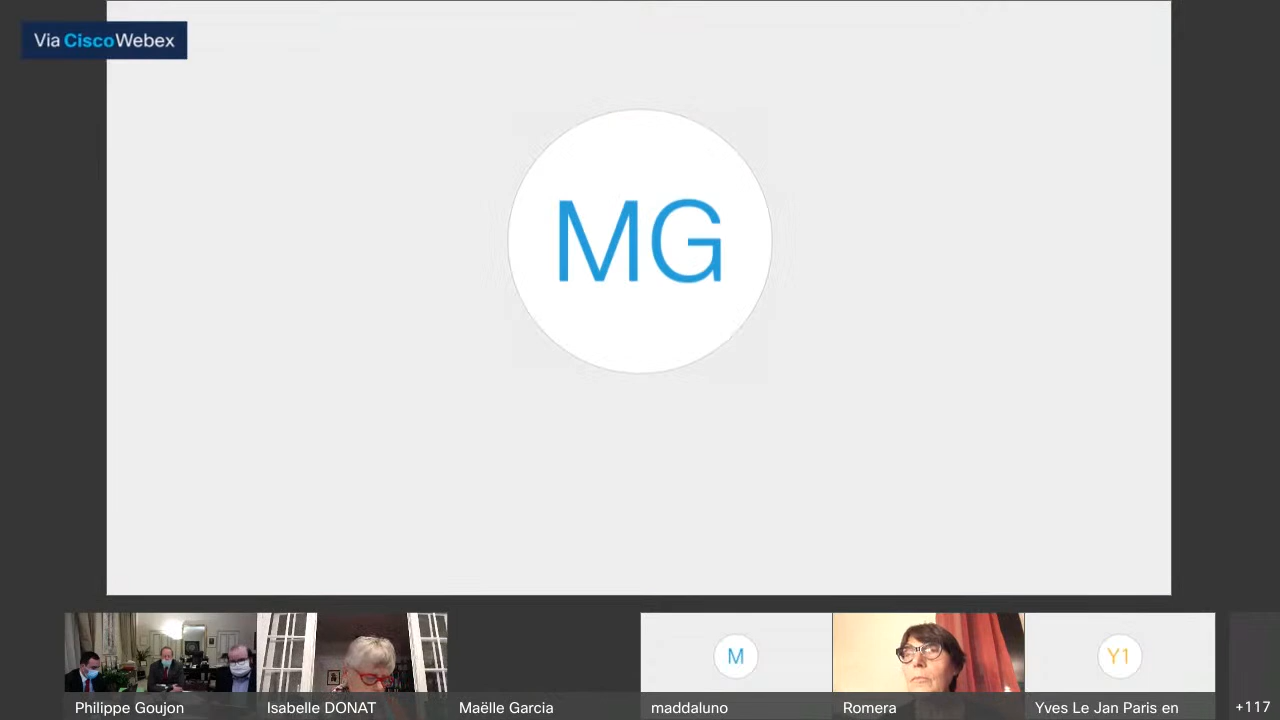 Via CiscoWebex
MG
M
Y1
Philippe Goujon
Isabelle DONAT
Maëlle Garcia
maddaluno
Romera
Yves Le Jan Paris en
+117